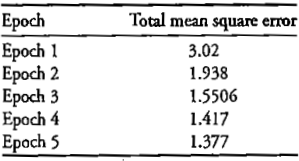 Epoch Total mean square error
Epoch 1 3.02
Epoch 2 1.938
Epoch 3 1.5506
Epoch 4 1.417
Epoch 5 1.377